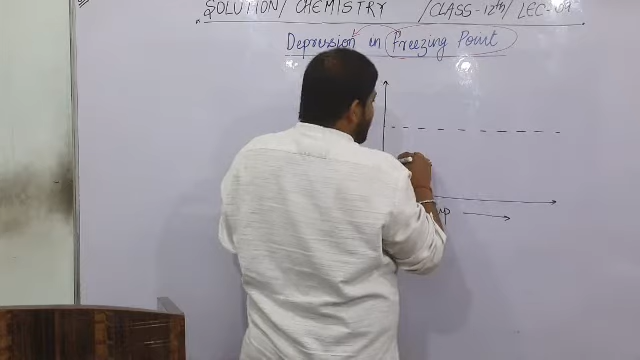 SOLUTION/ CHEMISTRY /CLASS-12th/ LEC-
Depression in Freezing Point